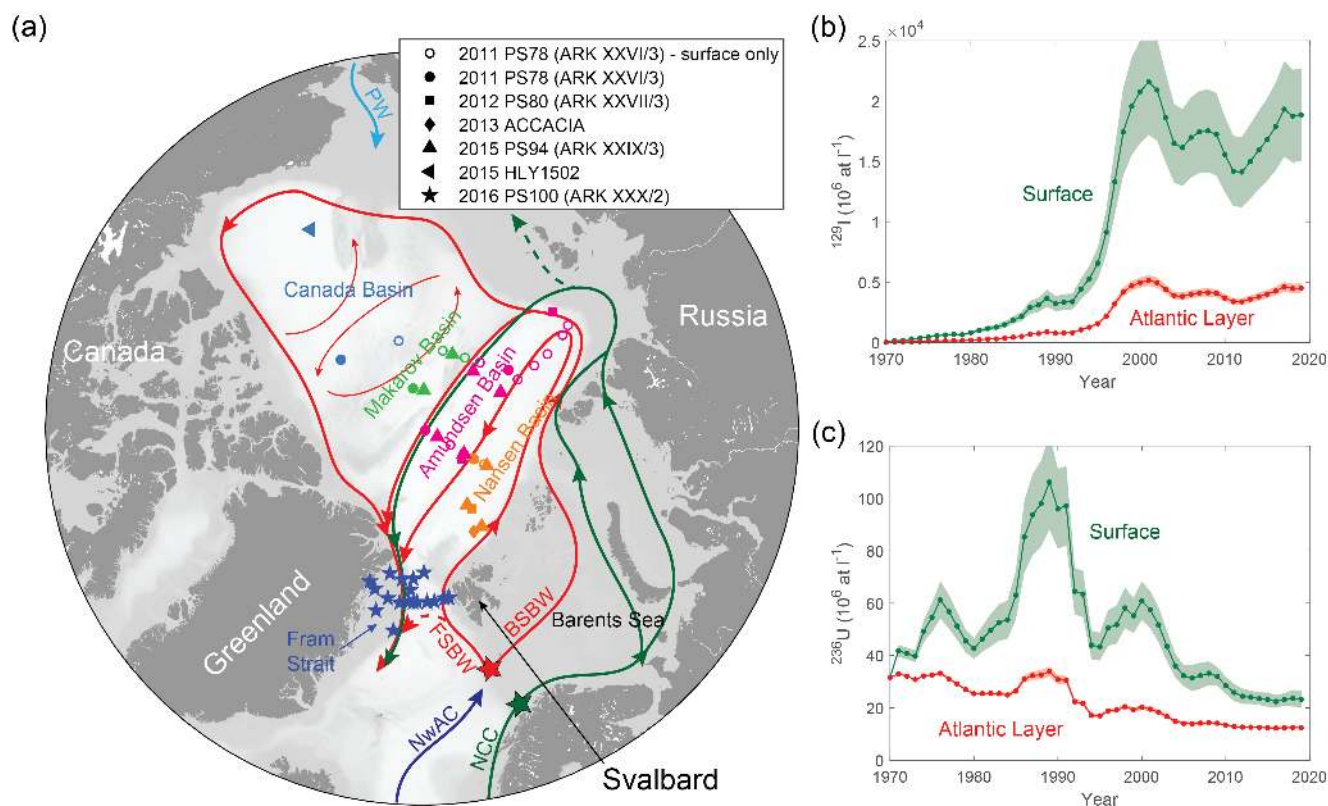 (a)
2011 PS78 (ARK XXVI/3) - surface only
2011 PS78 (ARK XXVI/3)
2012 PS80 (ARK XXVII/3)
2013 ACCACIA
2015 PS94 (ARK XXIX/3)
2015 HLY1502
2016 PS100 (ARK XXX/2)
PW
Canada Basin
Canada
Makarov Basin
Amundsen Basin
Nansen Basin
Russia
Greenland
Fram
Strait
FSBW
BSBW
Barents Sea
NwAC
NCC
Svalbard
(b)
×10⁴
2.5
2
1.5
1
0.5
0
¹²⁹I (10⁶ at l⁻¹)
Surface
Atlantic Layer
1970 1980 1990 2000 2010 2020
Year
(c)
120
100
80
60
40
20
0
²³⁶U (10⁶ at l⁻¹)
Surface
Atlantic Layer
1970 1980 1990 2000 2010 2020
Year